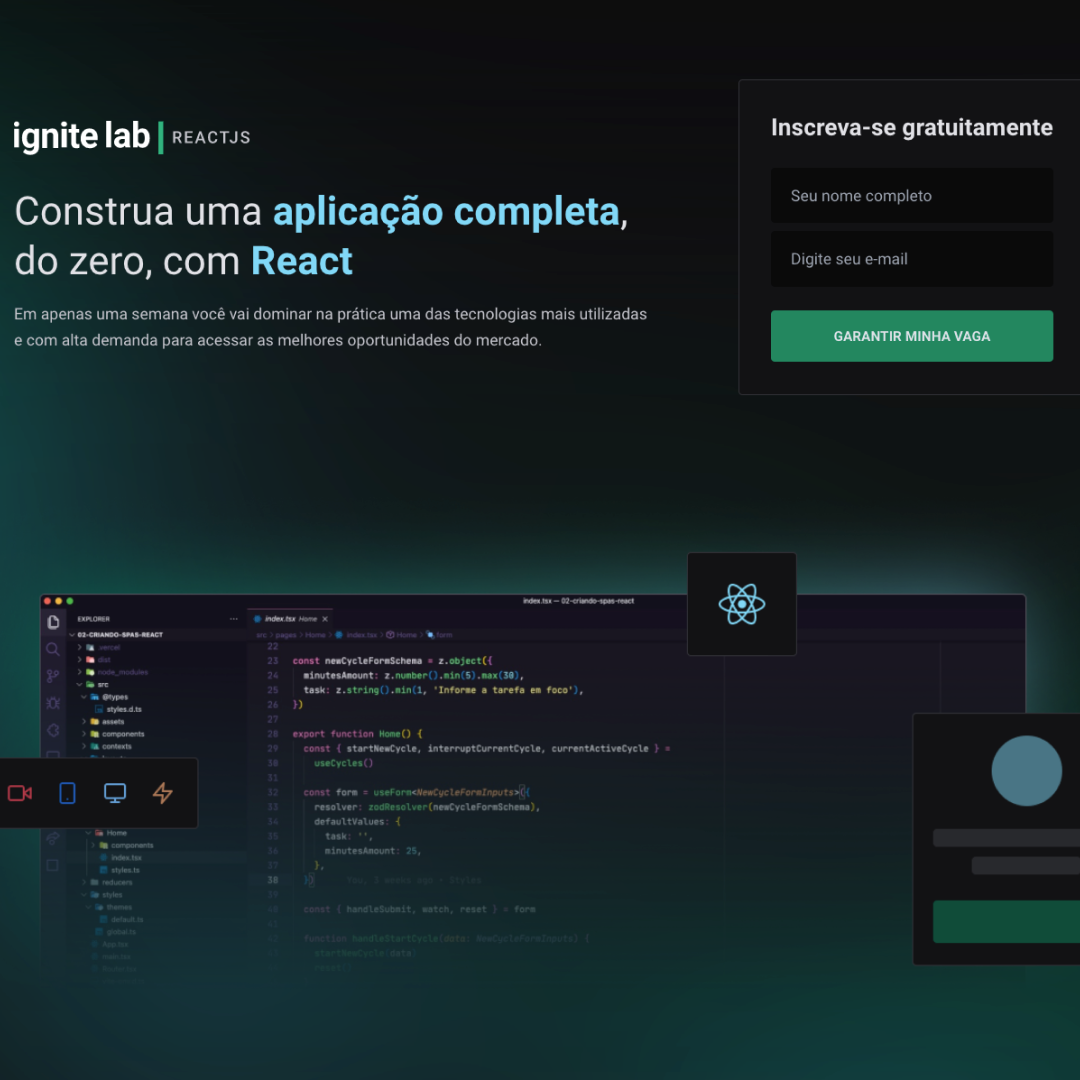 ignite lab | REACTJS
Construa uma aplicação completa,
do zero, com React
Em apenas uma semana você vai dominar na prática uma das tecnologias mais utilizadas
e com alta demanda para acessar as melhores oportunidades do mercado.
Inscreva-se gratuitamente
Seu nome completo
Digite seu e-mail
GARANTIR MINHA VAGA
index.tsx — 02-criando-spas-react
EXPLORER
02-CRIANDO-SPAS-REACT
vercel
dist
node_modules
src
@types
styles.d.ts
assets
components
contexts
Home
components
index.tsx
styles.ts
reducers
styles
themes
default.ts
global.ts
App.tsx
main.tsx
index.tsx Home
src > pages > Home > index.tsx > Home > form
22
23 const newCycleFormSchema = z.object({
24 minutesAmount: z.number().min(5).max(30),
25 task: z.string().min(1, 'Informe a tarefa em foco'),
26 })
27
28 export function Home() {
29 const { startNewCycle, interruptCurrentCycle, currentActiveCycle } =
30 useCycles()
31
32 const form = useForm<NewCycleFormInputs>({
33 resolver: zodResolver(newCycleFormSchema),
34 defaultValues: {
35 task: '',
36 minutesAmount: 25,
37 },
38 }) You, 3 weeks ago • Styles
39
40 const { handleSubmit, watch, reset } = form
41
42 function handleStartCycle(data: NewCycleFormInputs) {
startNewCycle(data)
reset()